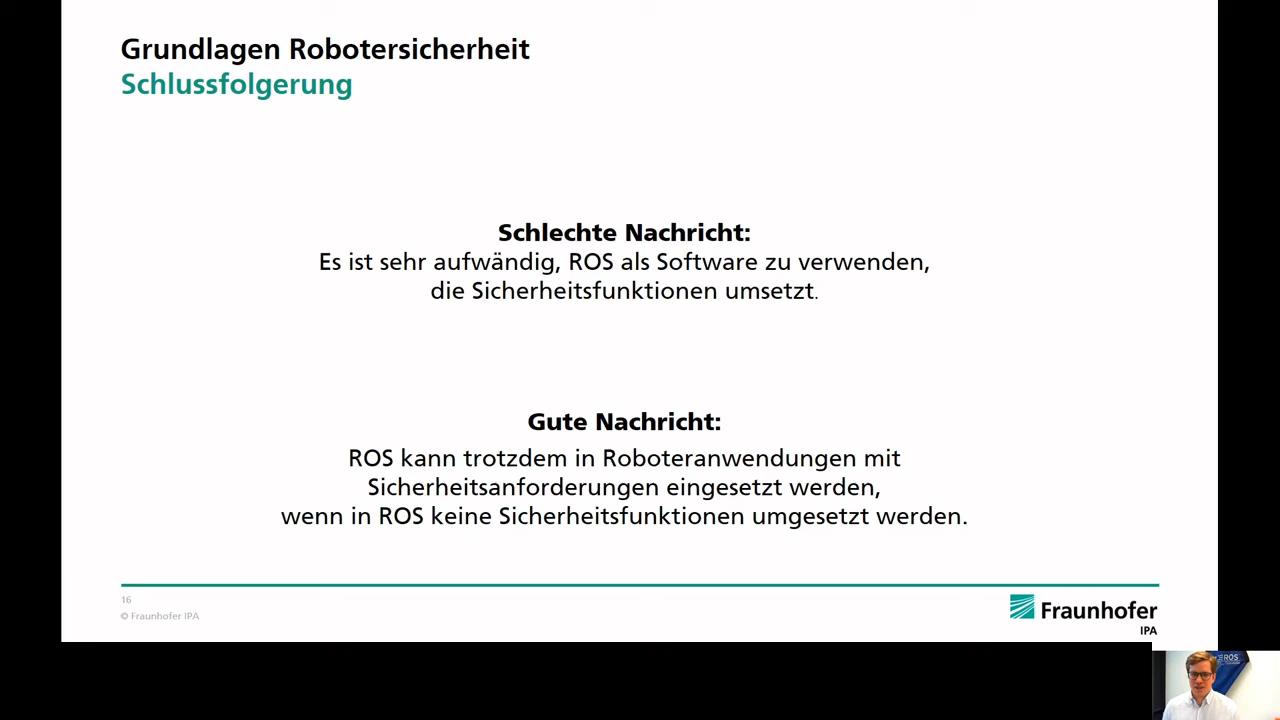 Grundlagen Robotersicherheit
Schlussfolgerung
Schlechte Nachricht:
Es ist sehr aufwändig, ROS als Software zu verwenden,
die Sicherheitsfunktionen umsetzt.
Gute Nachricht:
ROS kann trotzdem in Roboteranwendungen mit
Sicherheitsanforderungen eingesetzt werden,
wenn in ROS keine Sicherheitsfunktionen umgesetzt werden.
16
© Fraunhofer IPA
Fraunhofer
IPA
ROS